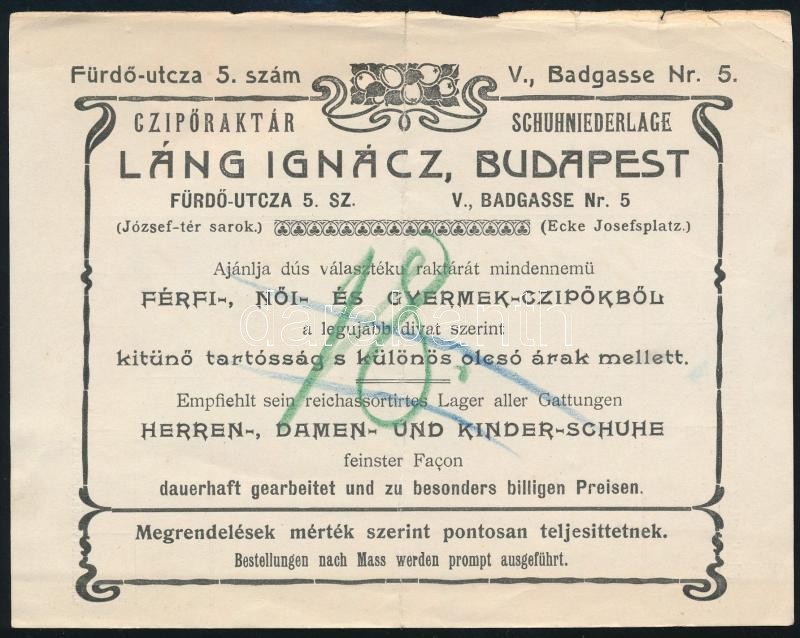 Fürdő-utcza 5. szám V., Badgasse Nr. 5.
CZIPŐRAKTÁR SCHUHNIEDERLAGE
LÁNG IGNÁCZ, BUDAPEST
FÜRDŐ-UTCZA 5. SZ. V., BADGASSE Nr. 5
(József-tér sarok.) (Ecke Josefsplatz.)
Ajánlja dús választéku raktárát mindennemü
FÉRFI-, NŐI- ÉS GYERMEK-CZIPŐKBŐL
a legujabb divat szerint
kitünő tartósság s különös olcsó árak mellett.
18.
Empfiehlt sein reichassortirtes Lager aller Gattungen
HERREN-, DAMEN- UND KINDER-SCHUHE
feinster Façon
dauerhaft gearbeitet und zu besonders billigen Preisen.
Megrendelések mérték szerint pontosan teljesittetnek.
Bestellungen nach Mass werden prompt ausgeführt.